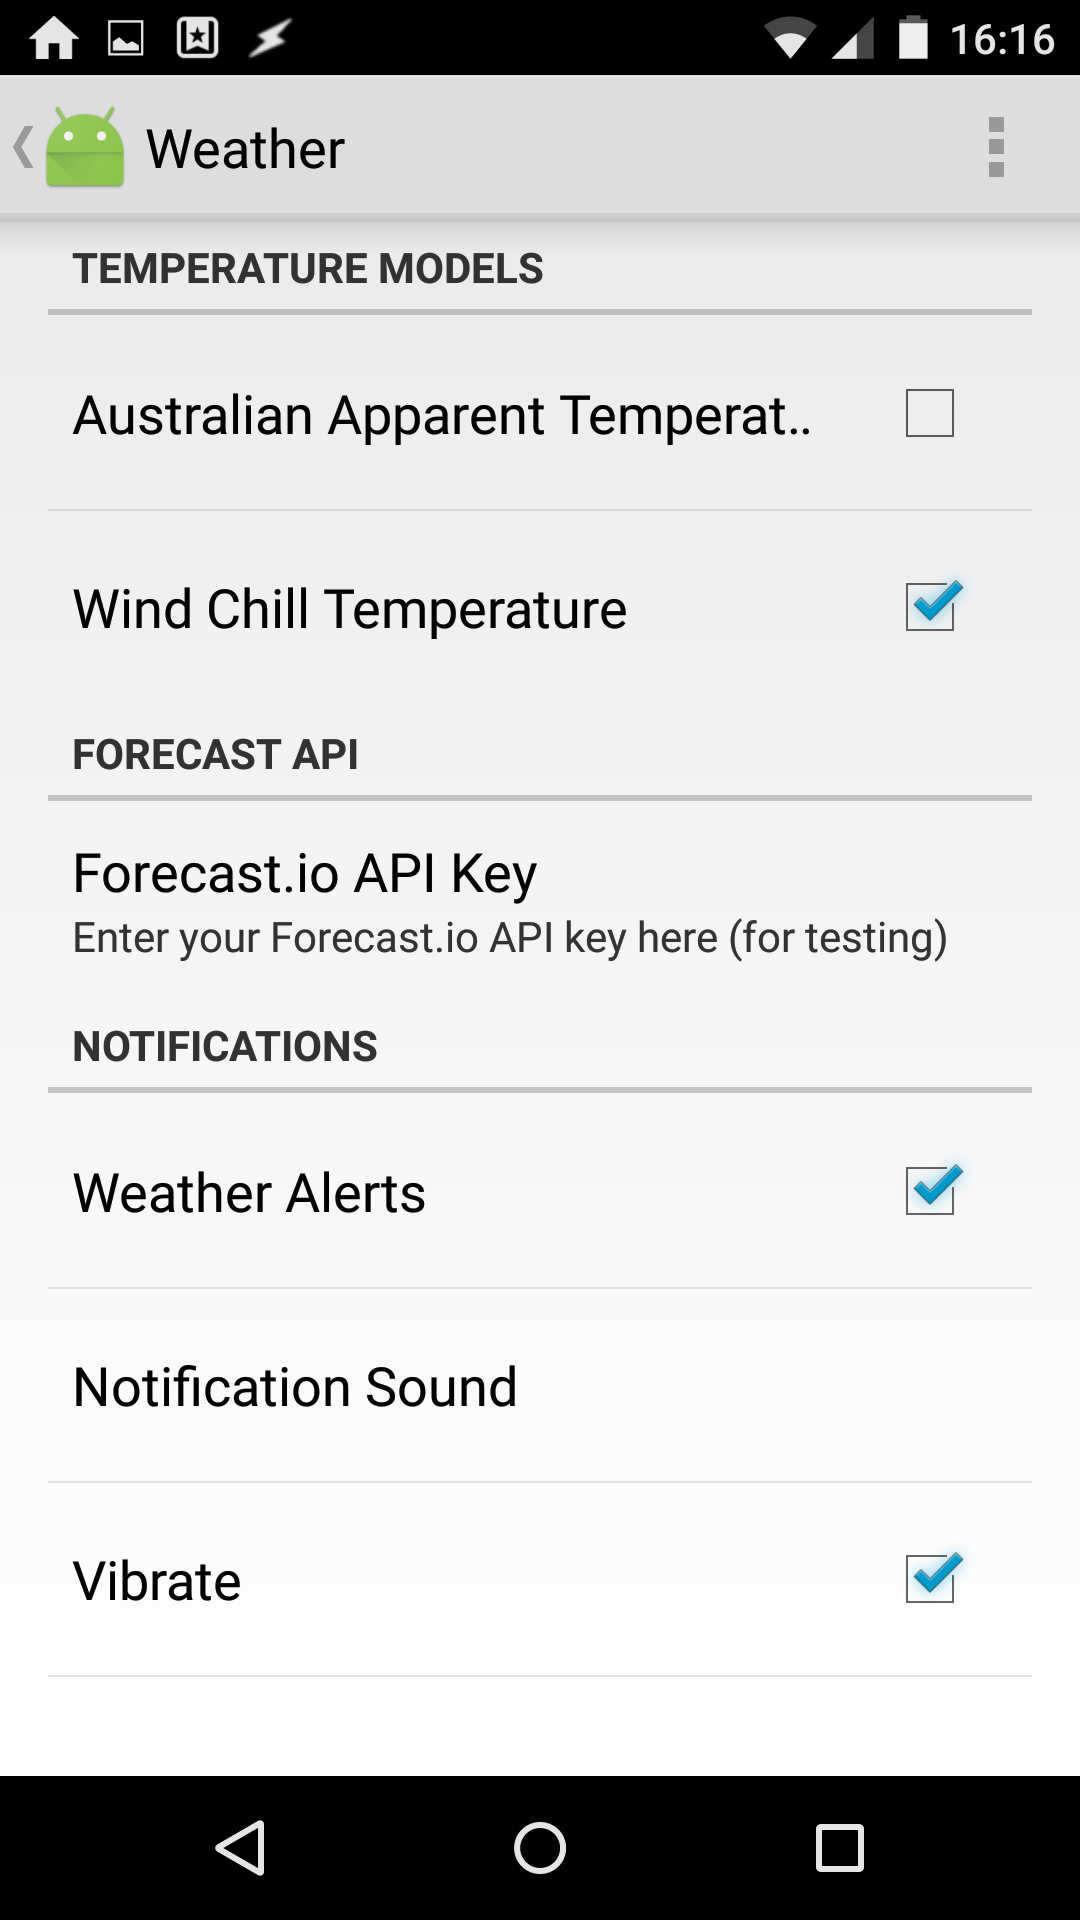 16:16
Weather
TEMPERATURE MODELS
Australian Apparent Temperat..
Wind Chill Temperature
FORECAST API
Forecast.io API Key
Enter your Forecast.io API key here (for testing)
NOTIFICATIONS
Weather Alerts
Notification Sound
Vibrate